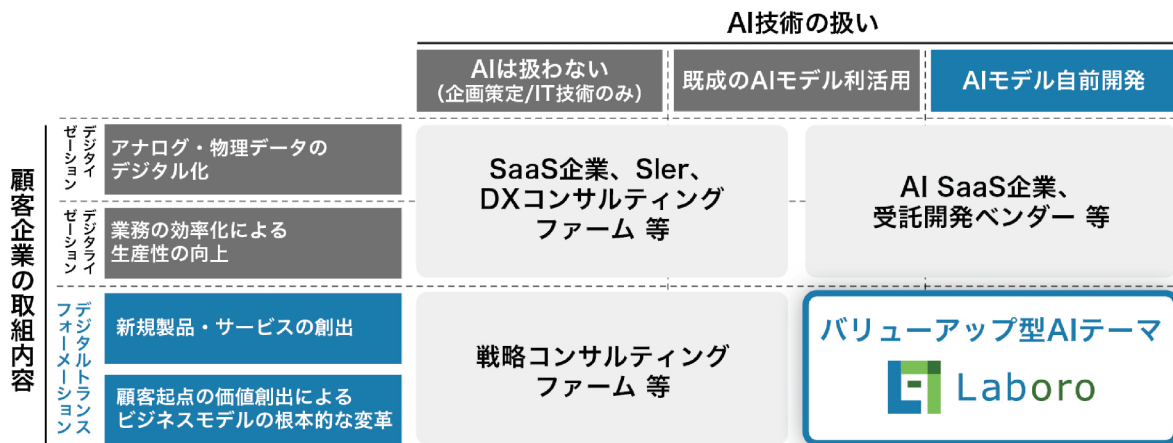 AI技術の扱い
AIは扱わない
(企画策定/IT技術のみ)
既成のAIモデル利活用
AIモデル自前開発
顧客企業の取組内容
デジタイ
ゼーション
アナログ・物理データの
デジタル化
デジタライ
ゼーション
業務の効率化による
生産性の向上
SaaS企業、SIer、
DXコンサルティング
ファーム 等
AI SaaS企業、
受託開発ベンダー 等
デジタルトランス
フォーメーション
新規製品・サービスの創出
顧客起点の価値創出による
ビジネスモデルの根本的な変革
戦略コンサルティング
ファーム 等
バリューアップ型AIテーマ
Laboro